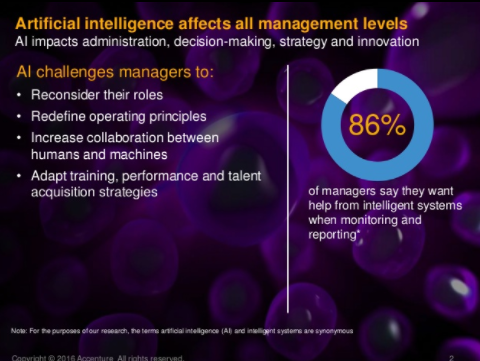 Artificial intelligence affects all management levels
AI impacts administration, decision-making, strategy and innovation
AI challenges managers to:
• Reconsider their roles
• Redefine operating principles
• Increase collaboration between
humans and machines
• Adapt training, performance and talent
acquisition strategies
86%
of managers say they want
help from intelligent systems
when monitoring and
reporting*
Note: For the purposes of our research, the terms artificial intelligence (AI) and intelligent systems are synonymous
Copyright © 2016 Accenture All rights reserved.
2